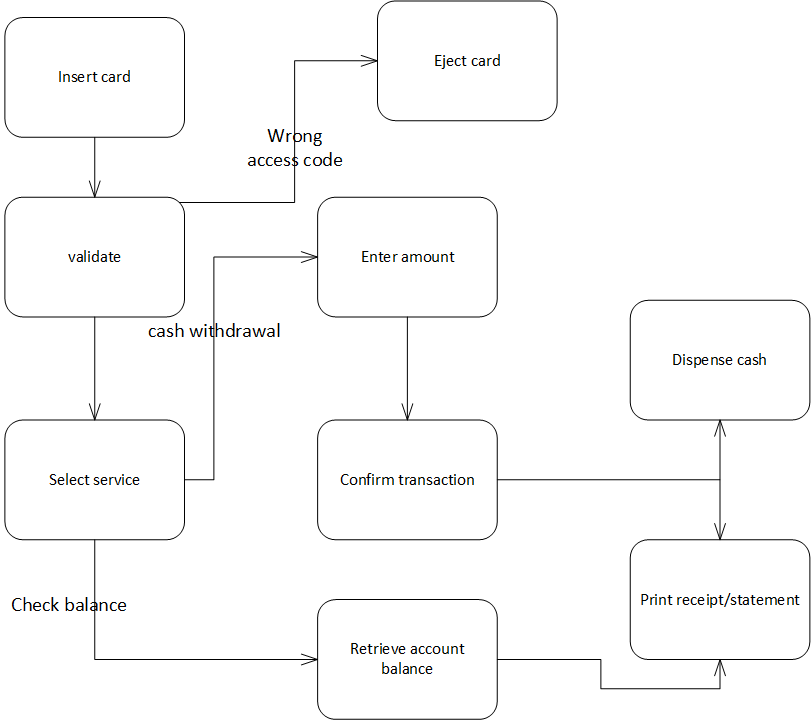 Insert card
Eject card
Wrong
access code
validate
Enter amount
cash withdrawal
Dispense cash
Select service
Confirm transaction
Check balance
Print receipt/statement
Retrieve account
balance